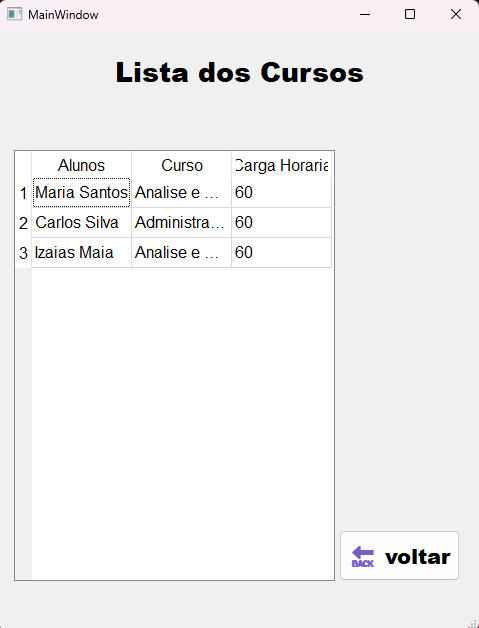 MainWindow
Lista dos Cursos
Alunos Curso Carga Horaria
1 Maria Santos Analise e ... 60
2 Carlos Silva Administra... 60
3 Izaias Maia Analise e ... 60
BACK voltar